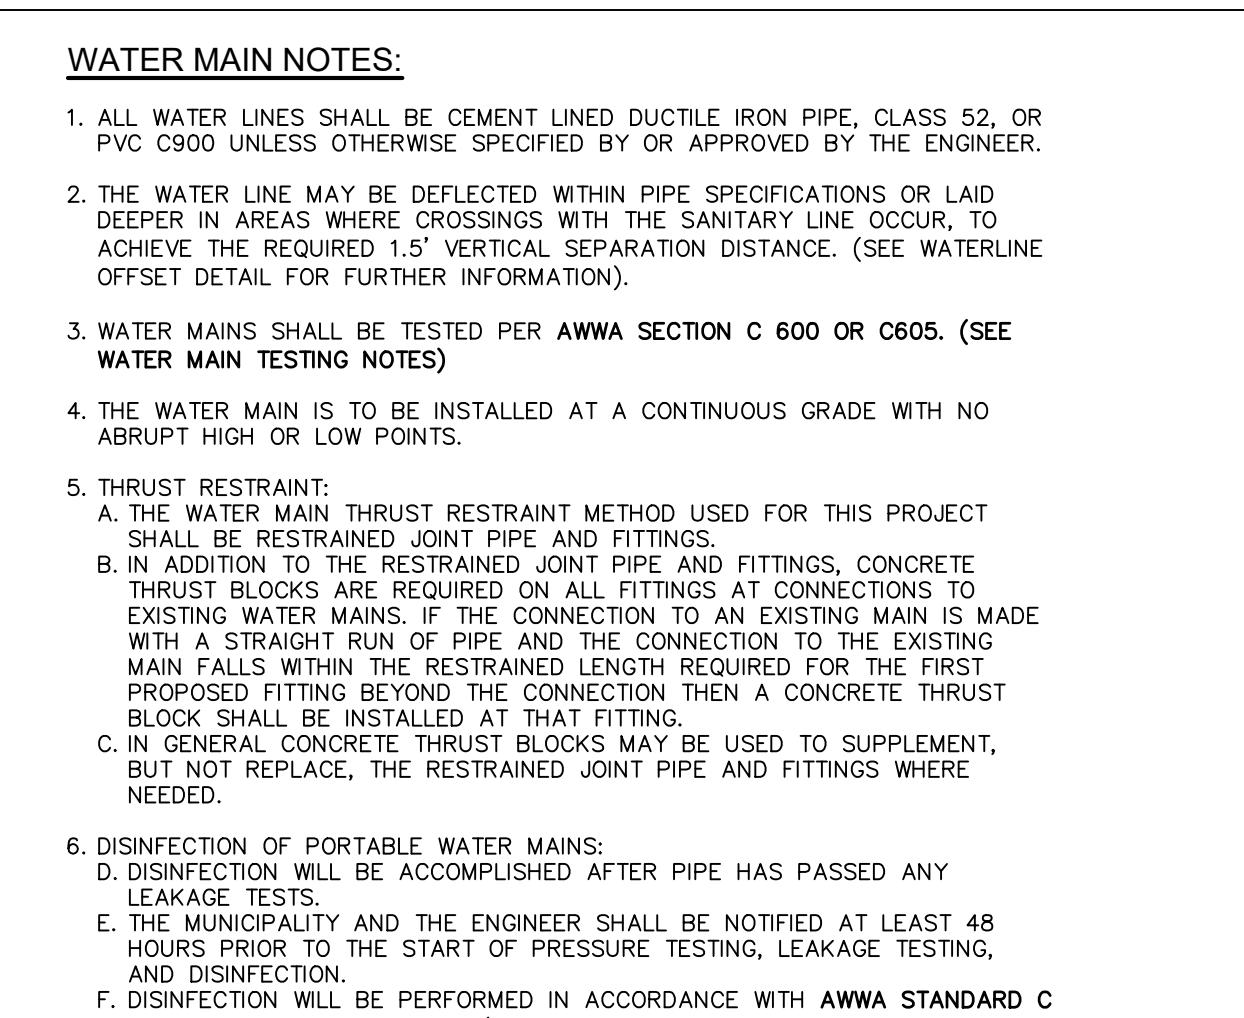 WATER MAIN NOTES:
1. ALL WATER LINES SHALL BE CEMENT LINED DUCTILE IRON PIPE, CLASS 52, OR
PVC C900 UNLESS OTHERWISE SPECIFIED BY OR APPROVED BY THE ENGINEER.
2. THE WATER LINE MAY BE DEFLECTED WITHIN PIPE SPECIFICATIONS OR LAID
DEEPER IN AREAS WHERE CROSSINGS WITH THE SANITARY LINE OCCUR, TO
ACHIEVE THE REQUIRED 1.5' VERTICAL SEPARATION DISTANCE. (SEE WATERLINE
OFFSET DETAIL FOR FURTHER INFORMATION).
3. WATER MAINS SHALL BE TESTED PER AWWA SECTION C 600 OR C605. (SEE
WATER MAIN TESTING NOTES)
4. THE WATER MAIN IS TO BE INSTALLED AT A CONTINUOUS GRADE WITH NO
ABRUPT HIGH OR LOW POINTS.
5. THRUST RESTRAINT:
A. THE WATER MAIN THRUST RESTRAINT METHOD USED FOR THIS PROJECT
SHALL BE RESTRAINED JOINT PIPE AND FITTINGS.
B. IN ADDITION TO THE RESTRAINED JOINT PIPE AND FITTINGS, CONCRETE
THRUST BLOCKS ARE REQUIRED ON ALL FITTINGS AT CONNECTIONS TO
EXISTING WATER MAINS. IF THE CONNECTION TO AN EXISTING MAIN IS MADE
WITH A STRAIGHT RUN OF PIPE AND THE CONNECTION TO THE EXISTING
MAIN FALLS WITHIN THE RESTRAINED LENGTH REQUIRED FOR THE FIRST
PROPOSED FITTING BEYOND THE CONNECTION THEN A CONCRETE THRUST
BLOCK SHALL BE INSTALLED AT THAT FITTING.
C. IN GENERAL CONCRETE THRUST BLOCKS MAY BE USED TO SUPPLEMENT,
BUT NOT REPLACE, THE RESTRAINED JOINT PIPE AND FITTINGS WHERE
NEEDED.
6. DISINFECTION OF PORTABLE WATER MAINS:
D. DISINFECTION WILL BE ACCOMPLISHED AFTER PIPE HAS PASSED ANY
LEAKAGE TESTS.
E. THE MUNICIPALITY AND THE ENGINEER SHALL BE NOTIFIED AT LEAST 48
HOURS PRIOR TO THE START OF PRESSURE TESTING, LEAKAGE TESTING,
AND DISINFECTION.
F. DISINFECTION WILL BE PERFORMED IN ACCORDANCE WITH AWWA STANDARD C